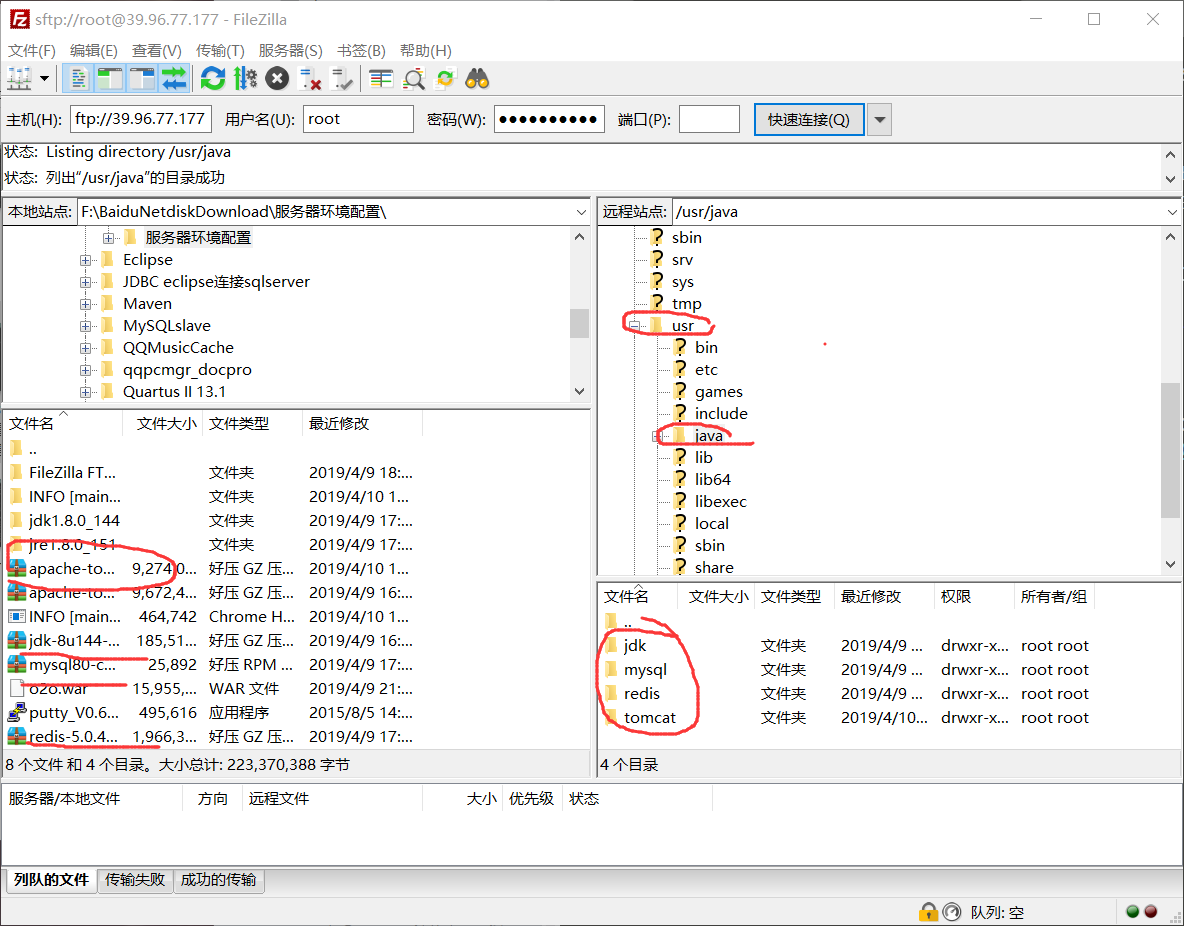 sftp://root@39.96.77.177 - FileZilla
文件(F) 编辑(E) 查看(V) 传输(T) 服务器(S) 书签(B) 帮助(H)
主机(H): ftp://39.96.77.177 用户名(U): root 密码(W): ●●●●●●●●●● 端口(P): 快速连接(Q)
状态: Listing directory /usr/java
状态: 列出“/usr/java”的目录成功
本地站点: F:\BaiduNetdiskDownload\服务器环境配置\
服务器环境配置
Eclipse
JDBC eclipse连接sqlserver
Maven
MySQLslave
QQMusicCache
qqpcmgr_docpro
Quartus II 13.1
文件名 文件大小 文件类型 最近修改
..
FileZilla FT... 文件夹 2019/4/9 18:...
INFO [main... 文件夹 2019/4/10 1...
jdk1.8.0_144 文件夹 2019/4/9 17:...
jre1.8.0_151 文件夹 2019/4/9 17:...
apache-to... 9,274,0... 好压 GZ 压... 2019/4/10 1...
apache-to... 9,672,4... 好压 GZ 压... 2019/4/9 16:...
INFO [main... 464,742 Chrome H... 2019/4/10 1...
jdk-8u144-... 185,51... 好压 GZ 压... 2019/4/9 16:...
mysql80-c... 25,892 好压 RPM ... 2019/4/9 17:...
o2o.war 15,955,... WAR 文件 2019/4/9 21:...
putty_V0.6... 495,616 应用程序 2015/8/5 14:...
redis-5.0.4... 1,966,3... 好压 GZ 压... 2019/4/9 17:...
8 个文件 和 4 个目录。大小总计: 223,370,388 字节
远程站点: /usr/java
sbin
srv
sys
tmp
usr
bin
etc
games
include
java
lib
lib64
libexec
local
sbin
share
文件名 文件大小 文件类型 最近修改 权限 所有者/组
..
jdk 文件夹 2019/4/9 ... drwxr-x... root root
mysql 文件夹 2019/4/9 ... drwxr-x... root root
redis 文件夹 2019/4/9 ... drwxr-x... root root
tomcat 文件夹 2019/4/10... drwxr-x... root root
4 个目录
服务器/本地文件 方向 远程文件 大小 优先级 状态
列队的文件 传输失败 成功的传输
队列: 空